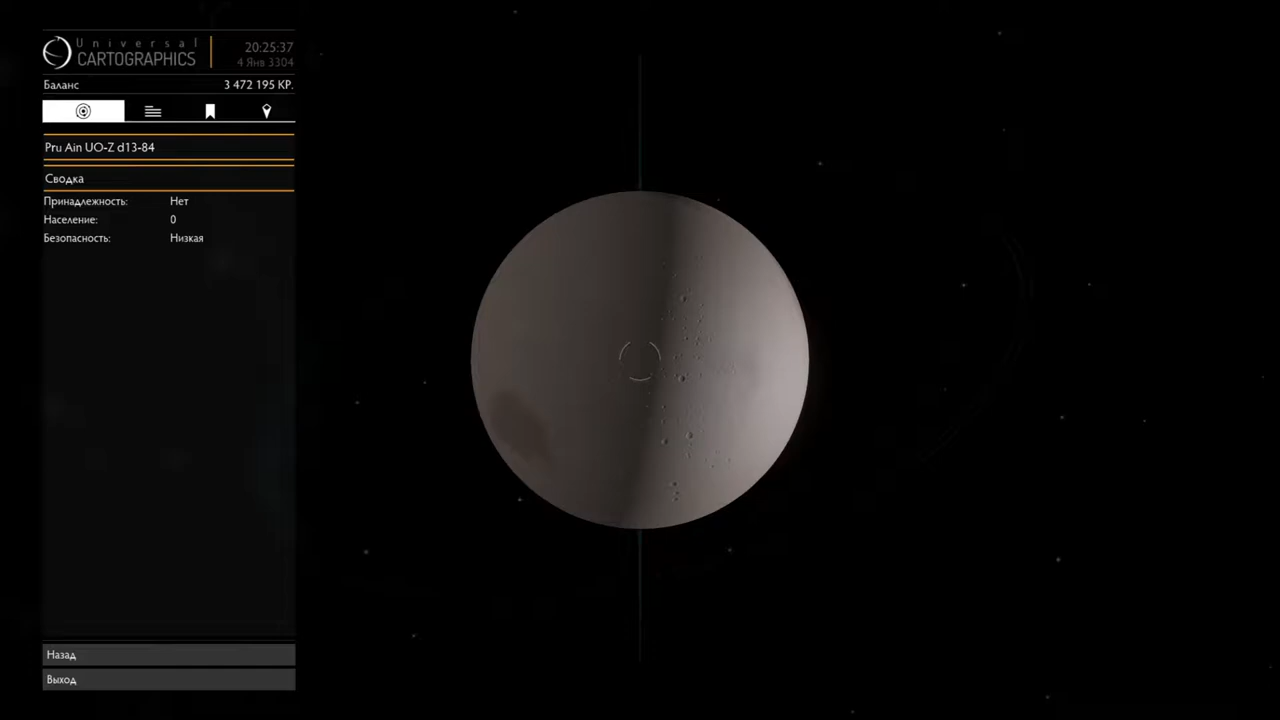 Universal
CARTOGRAPHICS
20:25:37
4 Янв 3304
Баланс 3 472 195 КР.
Pru Ain UO-Z d13-84
Сводка
Принадлежность: Нет
Население: 0
Безопасность: Низкая
Назад
Выход